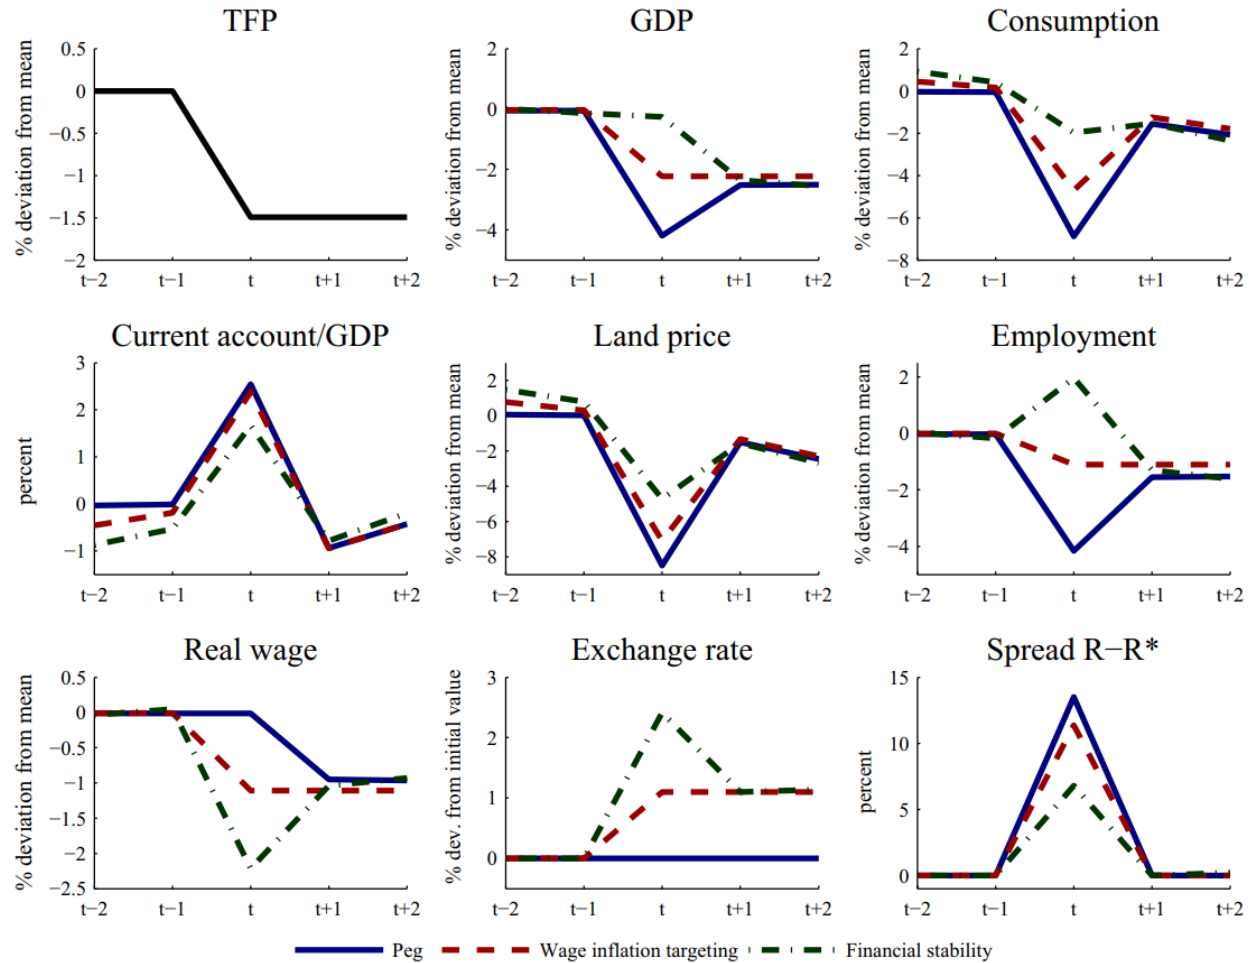 TFP
% deviation from mean
0.5
0
−0.5
−1
−1.5
−2
t−2 t−1 t t+1 t+2
GDP
% deviation from mean
2
0
−2
−4
t−2 t−1 t t+1 t+2
Consumption
% deviation from mean
2
0
−2
−4
−6
−8
t−2 t−1 t t+1 t+2
Current account/GDP
percent
3
2
1
0
−1
t−2 t−1 t t+1 t+2
Land price
% deviation from mean
2
0
−2
−4
−6
−8
t−2 t−1 t t+1 t+2
Employment
% deviation from mean
2
0
−2
−4
t−2 t−1 t t+1 t+2
Real wage
% deviation from mean
0.5
0
−0.5
−1
−1.5
−2
−2.5
t−2 t−1 t t+1 t+2
Exchange rate
% dev. from initial value
3
2
1
0
t−2 t−1 t t+1 t+2
Spread R−R*
percent
15
10
5
0
t−2 t−1 t t+1 t+2
Peg Wage inflation targeting Financial stability